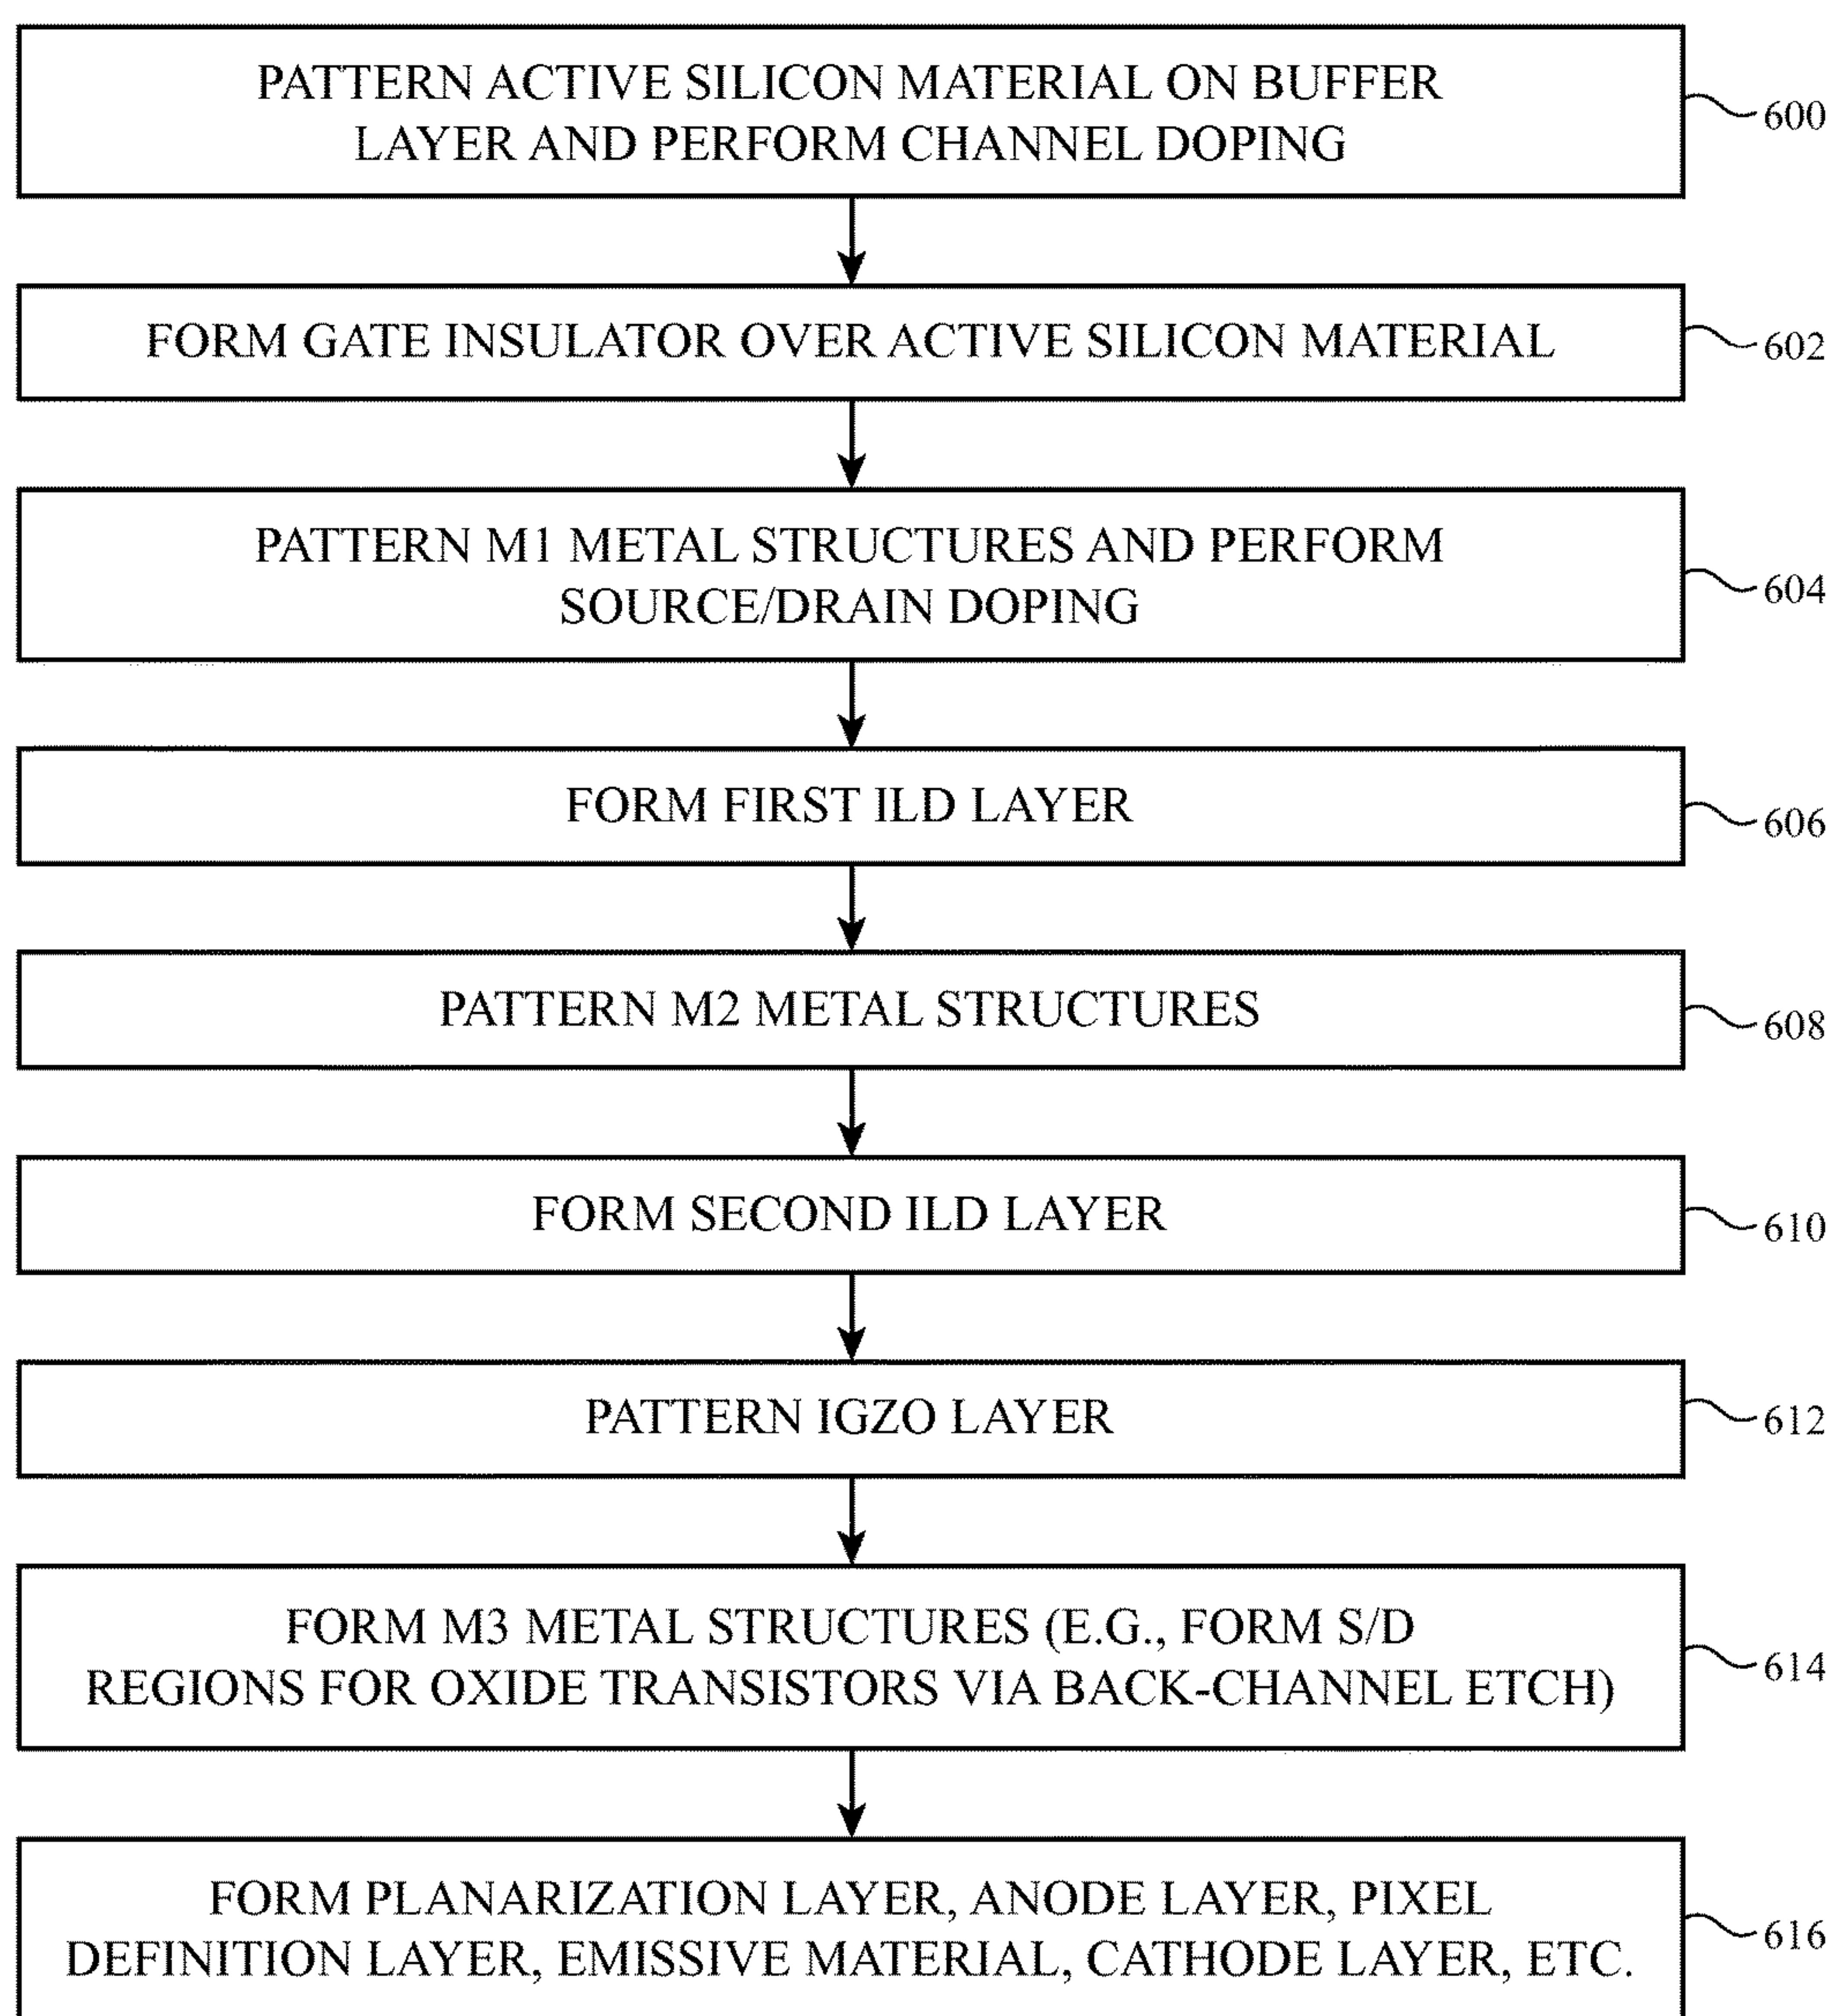 PATTERN ACTIVE SILICON MATERIAL ON BUFFER
LAYER AND PERFORM CHANNEL DOPING
600
FORM GATE INSULATOR OVER ACTIVE SILICON MATERIAL
602
PATTERN M1 METAL STRUCTURES AND PERFORM
SOURCE/DRAIN DOPING
604
FORM FIRST ILD LAYER
606
PATTERN M2 METAL STRUCTURES
608
FORM SECOND ILD LAYER
610
PATTERN IGZO LAYER
612
FORM M3 METAL STRUCTURES (E.G., FORM S/D
REGIONS FOR OXIDE TRANSISTORS VIA BACK-CHANNEL ETCH)
614
FORM PLANARIZATION LAYER, ANODE LAYER, PIXEL
DEFINITION LAYER, EMISSIVE MATERIAL, CATHODE LAYER, ETC.
616